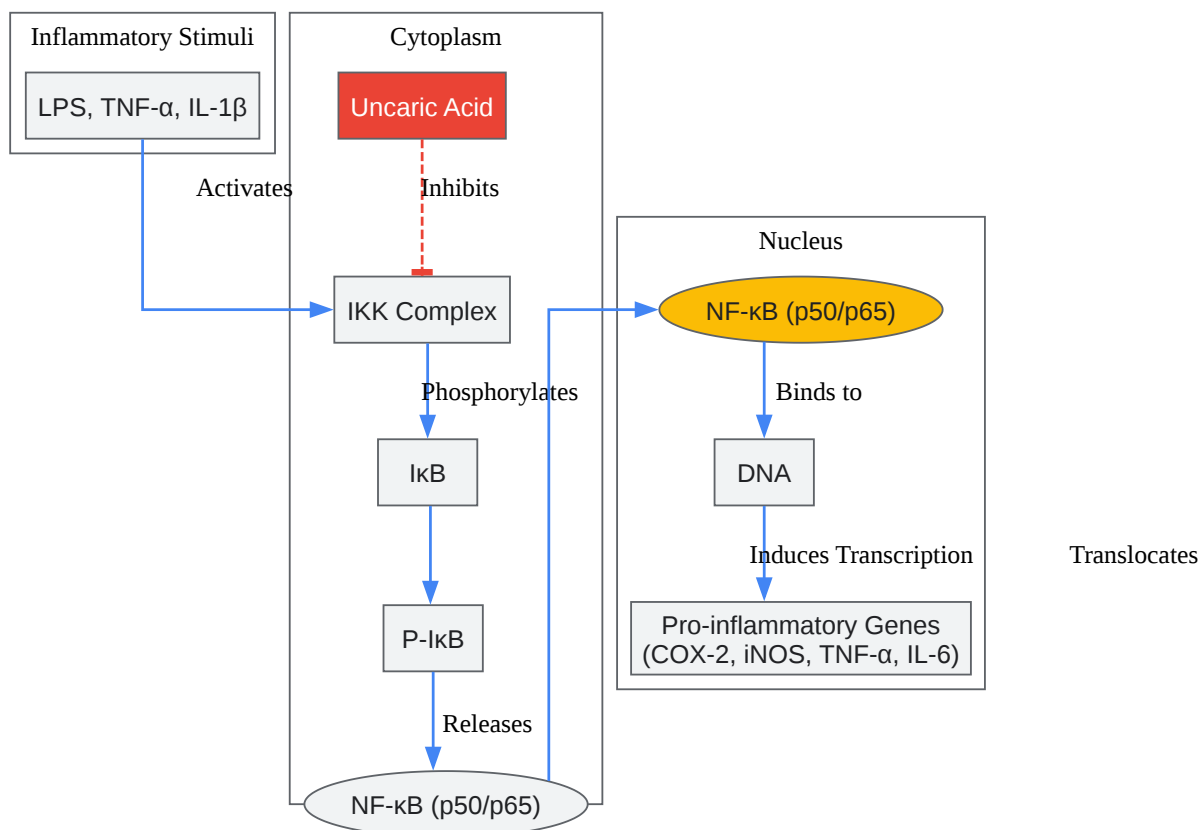 Inflammatory Stimuli
LPS, TNF-α, IL-1β
Activates
Cytoplasm
Uncaric Acid
Inhibits
IKK Complex
Phosphorylates
IκB
P-IκB
Releases
NF-κB (p50/p65)
Nucleus
NF-κB (p50/p65)
Binds to
DNA
Induces Transcription
Pro-inflammatory Genes
(COX-2, iNOS, TNF-α, IL-6)
Translocates